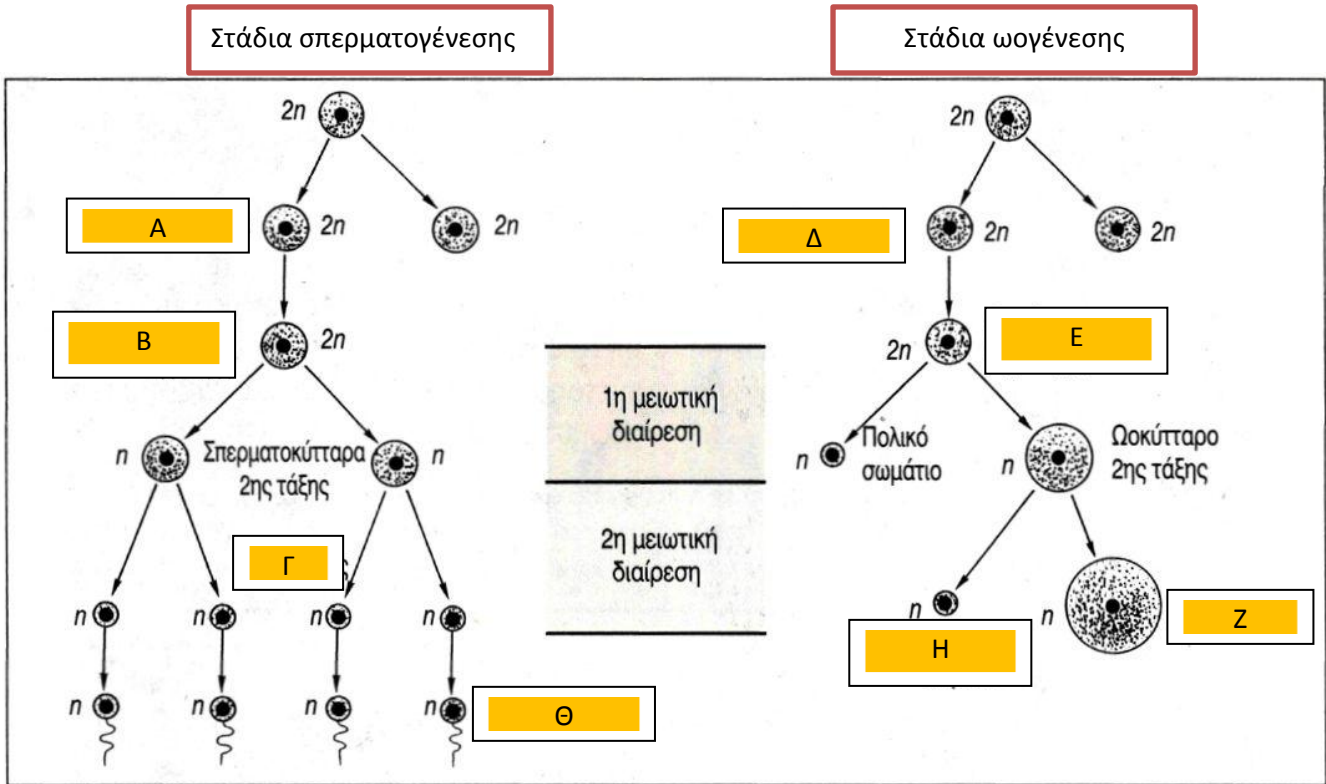 Στάδια σπερματογένεσης
Στάδια ωογένεσης
2n
2n
Α
2n
2n
Δ
2n
2n
Β
2n
2n
Ε
1η μειωτική
διαίρεση
n
Σπερματοκύτταρα
2ης τάξης
n
n
Πολικό
σωμάτιο
n
Ωοκύτταρο
2ης τάξης
2η μειωτική
διαίρεση
Γ
n
n
n
n
n
Η
n
Ζ
n
n
n
n
Θ